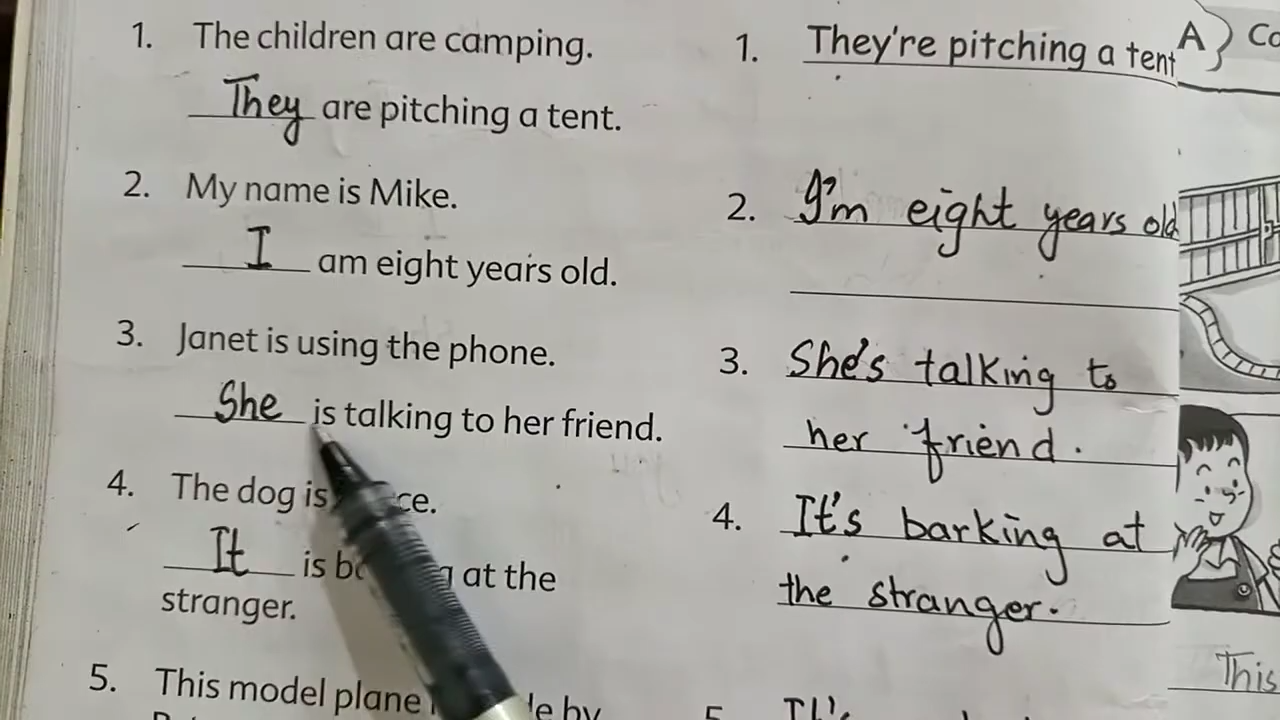 1. The children are camping.
They are pitching a tent.
2. My name is Mike.
I am eight years old.
3. Janet is using the phone.
She is talking to her friend.
4. The dog is
It is at the
stranger.
5. This model plane by
1. They're pitching a tent
2. I'm eight years old
3. She's talking to
her friend.
4. It's barking at
the stranger.
5. It's
A
This